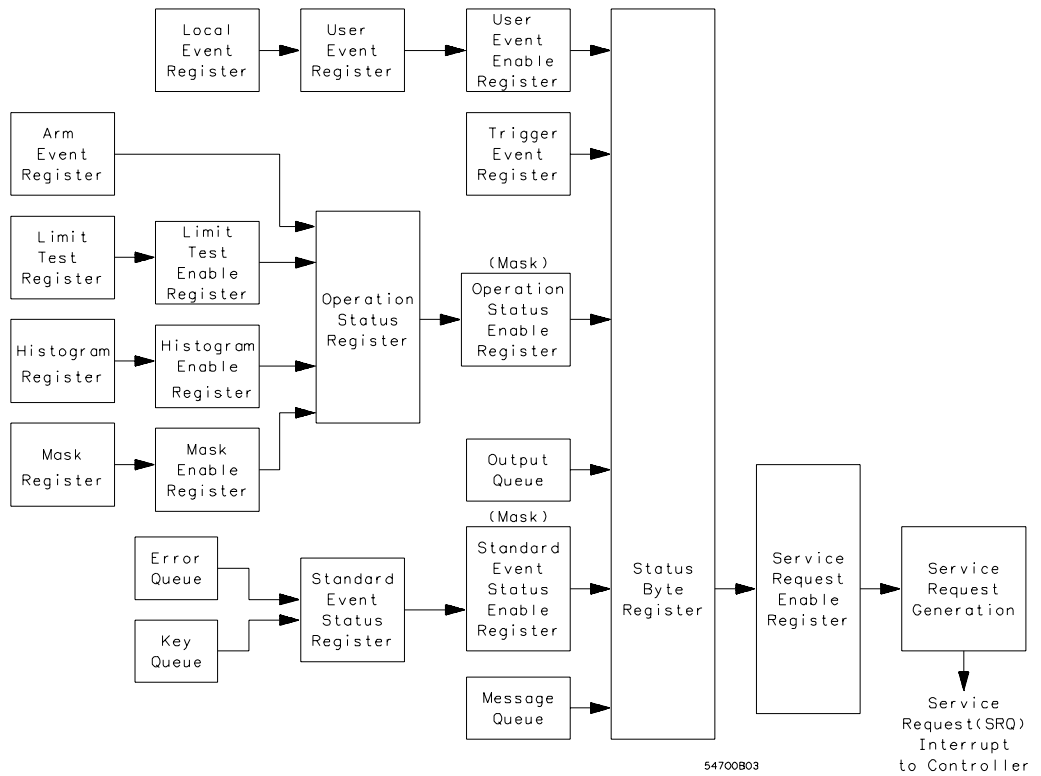 Local
Event
Register
User
Event
Register
User
Event
Enable
Register
Arm
Event
Register
Trigger
Event
Register
Limit
Test
Register
Limit
Test
Enable
Register
Operation
Status
Register
(Mask)
Operation
Status
Enable
Register
Histogram
Register
Histogram
Enable
Register
Mask
Register
Mask
Enable
Register
Output
Queue
(Mask)
Error
Queue
Key
Queue
Standard
Event
Status
Register
Standard
Event
Status
Enable
Register
Message
Queue
Status
Byte
Register
Service
Request
Enable
Register
Service
Request
Generation
Service
Request(SRQ)
Interrupt
to Controller
54700B03